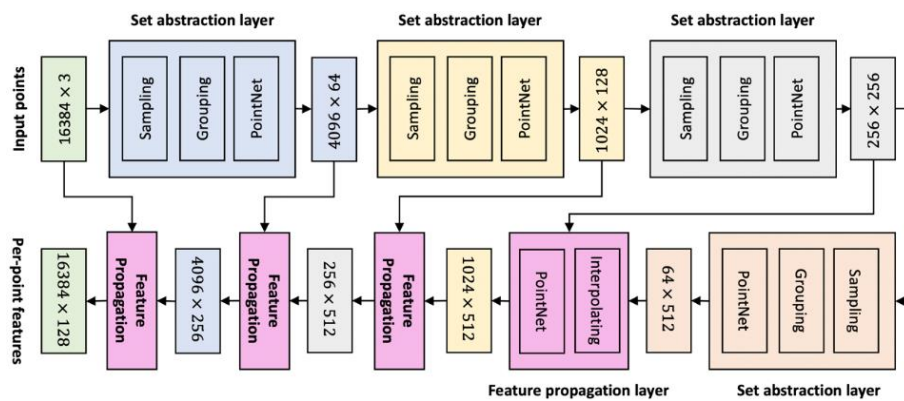 Set abstraction layer
Set abstraction layer
Set abstraction layer
Input points
16384 × 3
Sampling
Grouping
PointNet
4096 × 64
Sampling
Grouping
PointNet
1024 × 128
Sampling
Grouping
PointNet
256 × 256
Per-point features
16384 × 128
Feature
Propagation
4096 × 256
Feature
Propagation
256 × 512
Feature
Propagation
1024 × 512
PointNet
Interpolating
64 × 512
PointNet
Grouping
Sampling
Feature propagation layer
Set abstraction layer